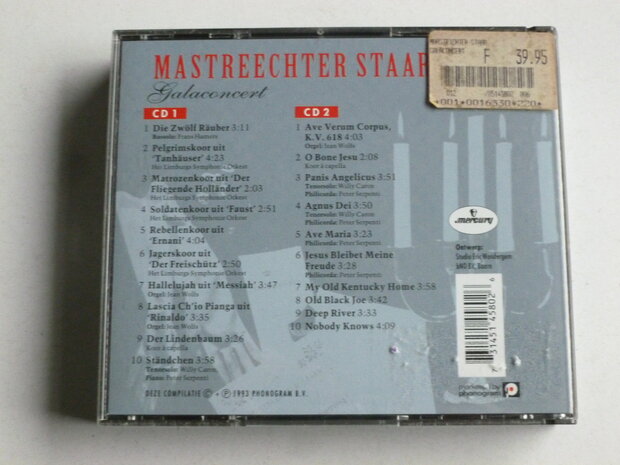 MASTREECHTER STAAR
Galaconcert
MAASTREECHTER STAAR
GALACONCERT
F 39.95
CD 1
1 Die Zwölf Räuber 3:11
Bassolo: Frans Hamers
2 Pelgrimskoor uit
'Tanhäuser' 4:23
Het Limburgs Symphonie Orkest
3 Matrozenkoor uit 'Der
Fliegende Holländer' 2:03
Het Limburgs Symphonie Orkest
4 Soldatenkoor uit 'Faust' 2:51
Het Limburgs Symphonie Orkest
5 Rebellenkoor uit
'Ernani' 4:04
6 Jagerskoor uit
'Der Freischütz' 2:50
Het Limburgs Symphonie Orkest
7 Hallelujah uit 'Messiah' 3:47
Orgel: Jean Wolfs
8 Lascia Ch'io Pianga uit
'Rinaldo' 3:35
Orgel: Jean Wolfs
9 Der Lindenbaum 3:26
Koor à capella
10 Ständchen 3:58
Tenorsolo: Willy Caron
Piano: Peter Serpenti
CD 2
1 Ave Verum Corpus,
K.V. 618 4:03
Orgel: Jean Wolfs
2 O Bone Jesu 2:08
Koor à capella
3 Panis Angelicus 3:51
Tenorsolo: Willy Caron
Philicorda: Peter Serpenti
4 Agnus Dei 3:50
Tenorsolo: Willy Caron
Philicorda: Peter Serpenti
5 Ave Maria 3:23
Philicorda: Peter Serpenti
6 Jesus Bleibet Meine
Freude 3:28
Philicorda: Peter Serpenti
7 My Old Kentucky Home 3:58
8 Old Black Joe 3:42
9 Deep River 3:33
10 Nobody Knows 4:09
mercury
Ontwerp:
Studio Eric Wondergem
bNO BV, Baarn
7 31451 45802 6
marketed by
phonogram
DEZE COMPILATIE © + ℗ 1993 PHONOGRAM B.V.